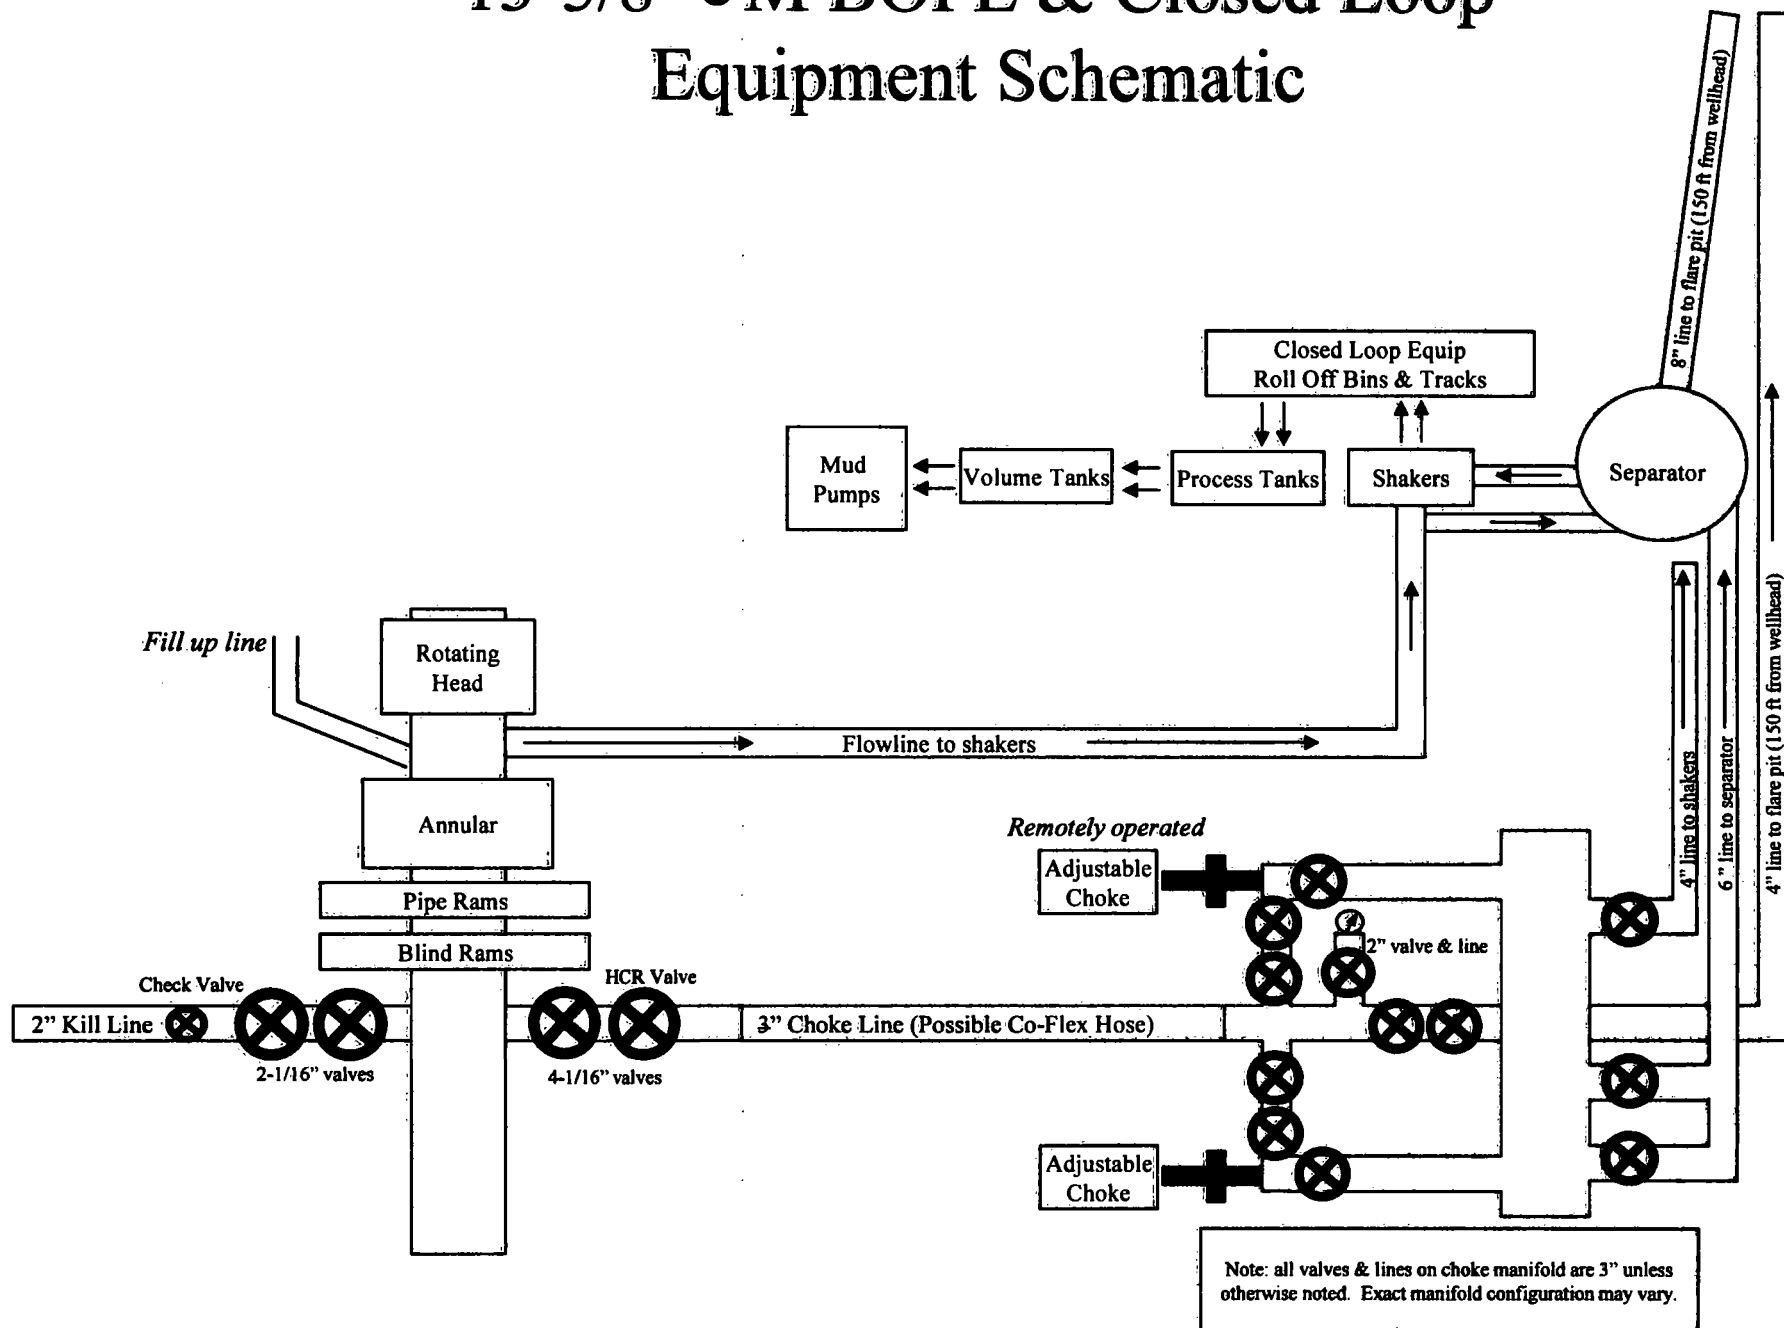 BOPE & Closed Loop
Equipment Schematic
8” line to flare pit (150 ft from wellhead)
Closed Loop Equip
Roll Off Bins & Tracks
Mud
Pumps
Volume Tanks
Process Tanks
Shakers
Separator
Fill up line
Rotating
Head
Flowline to shakers
4” line to shakers
6” line to separator
4” line to flare pit (150 ft from wellhead)
Annular
Remotely operated
Adjustable
Choke
Pipe Rams
Blind Rams
2” valve & line
Check Valve
HCR Valve
2” Kill Line
3” Choke Line (Possible Co-Flex Hose)
2-1/16” valves
4-1/16” valves
Adjustable
Choke
Note: all valves & lines on choke manifold are 3” unless
otherwise noted. Exact manifold configuration may vary.